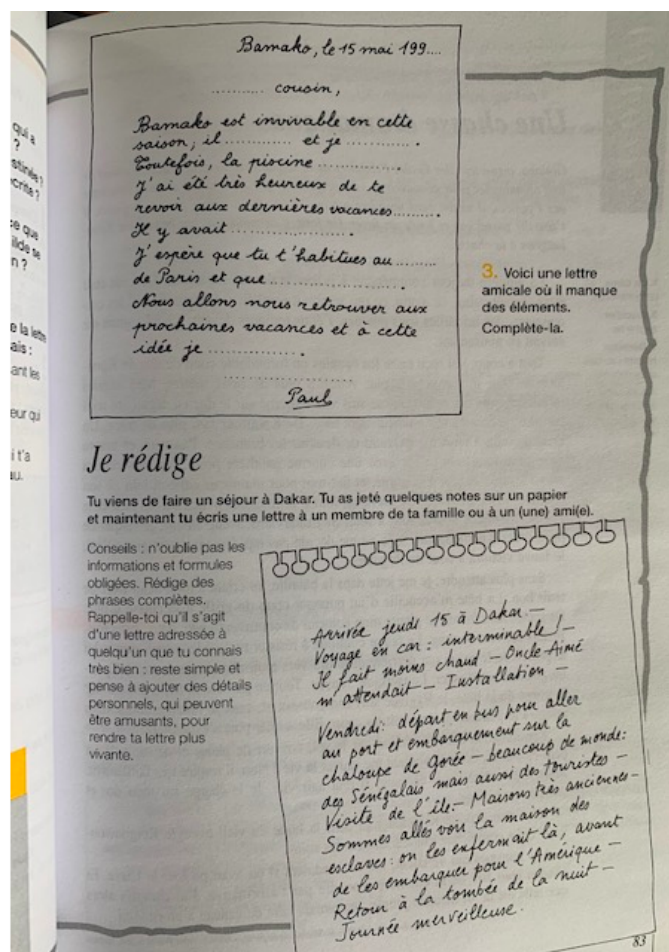 Bamako, le 15 mai 199....
.......... cousin,
Bamako est invivable en cette
saison, il ............ et je ............ .
Toutefois, la piscine ............... .
J'ai été très heureux de te
revoir aux dernières vacances......... .
Il y avait ..................... .
J'espère que tu t'habitues au ........
de Paris et que ...................... .
Nous allons nous retrouver aux
prochaines vacances et à cette
idée je ................ .
......................
Paul
3. Voici une lettre
amicale où il manque
des éléments.
Complète-la.
qui a
?
ce que
n ?
e la lettre
ais :
ant les
eur qui
i t'a
au.
Je rédige
Tu viens de faire un séjour à Dakar. Tu as jeté quelques notes sur un papier
et maintenant tu écris une lettre à un membre de ta famille ou à un (une) ami(e).
Conseils : n'oublie pas les
informations et formules
obligées. Rédige des
phrases complètes.
Rappelle-toi qu'il s'agit
d'une lettre adressée à
quelqu'un que tu connais
très bien : reste simple et
pense à ajouter des détails
personnels, qui peuvent
être amusants, pour
rendre ta lettre plus
vivante.
Arrivée jeudi 15 à Dakar.—
Voyage en car : interminable !—
Il fait moins chaud — Oncle Aimé
m'attendait — Installation —
Vendredi : départ en bus pour aller
au port et embarquement sur la
chaloupe de Gorée — beaucoup de monde :
des Sénégalais mais aussi des touristes —
Visite de l'île.— Maisons très anciennes —
Sommes allés voir la maison des
esclaves : on les enfermait là, avant
de les embarquer pour l'Amérique —
Retour à la tombée de la nuit —
Journée merveilleuse.
83